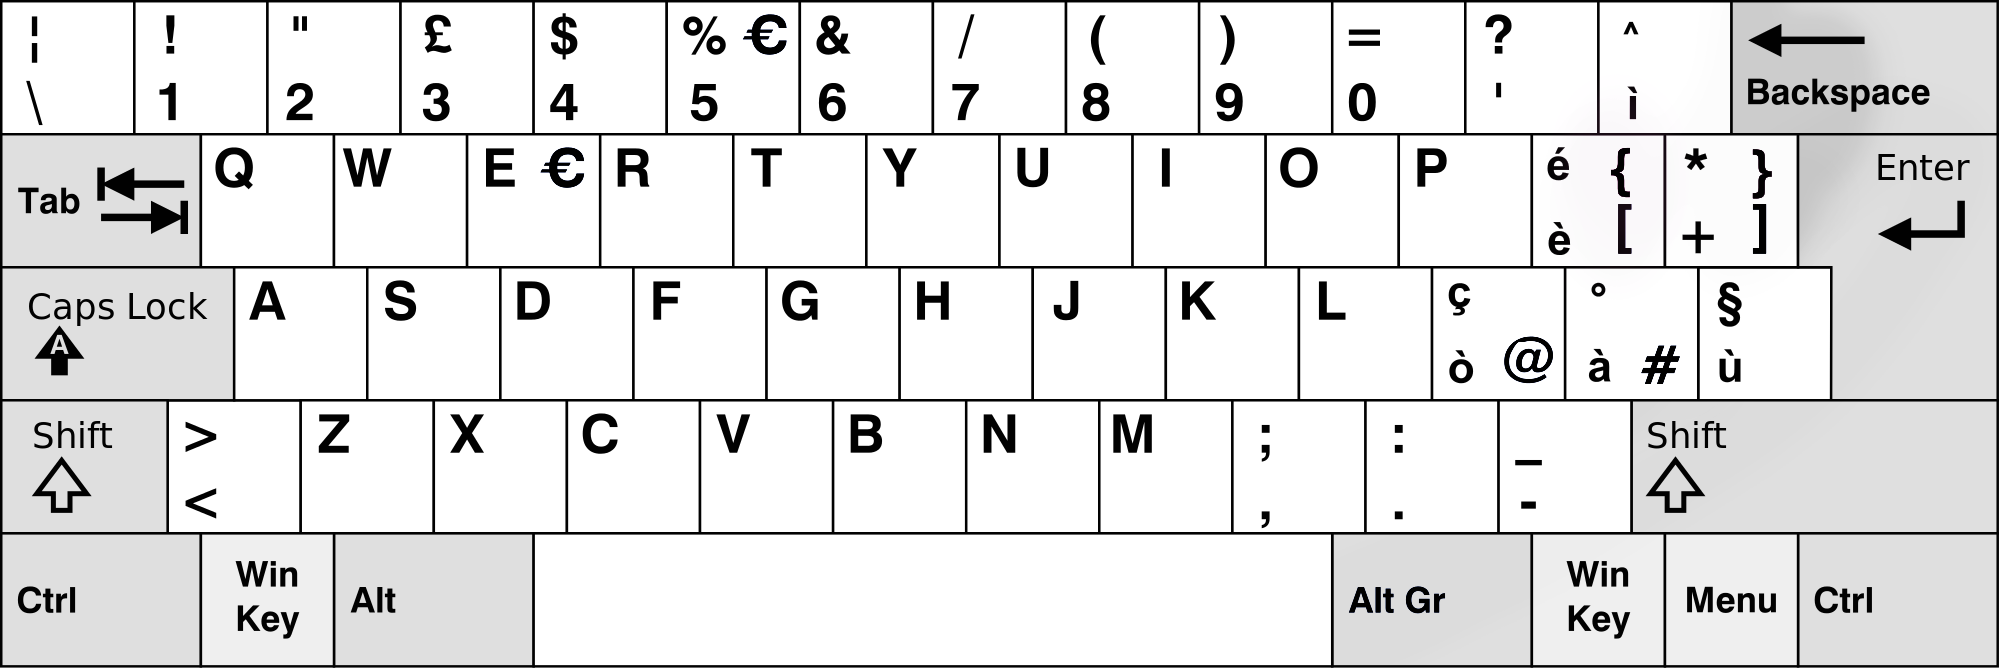 ¦ ! " £ $ % € & / ( ) = ? ^
\ 1 2 3 4 5 6 7 8 9 0 ' ì Backspace
Tab Q W E € R T Y U I O P é { * } Enter
è [ + ]
Caps Lock A S D F G H J K L ç ° §
A ò @ à # ù
Shift > Z X C V B N M ; : _ Shift
< , . -
Ctrl Win Key Alt Alt Gr Win Key Menu Ctrl